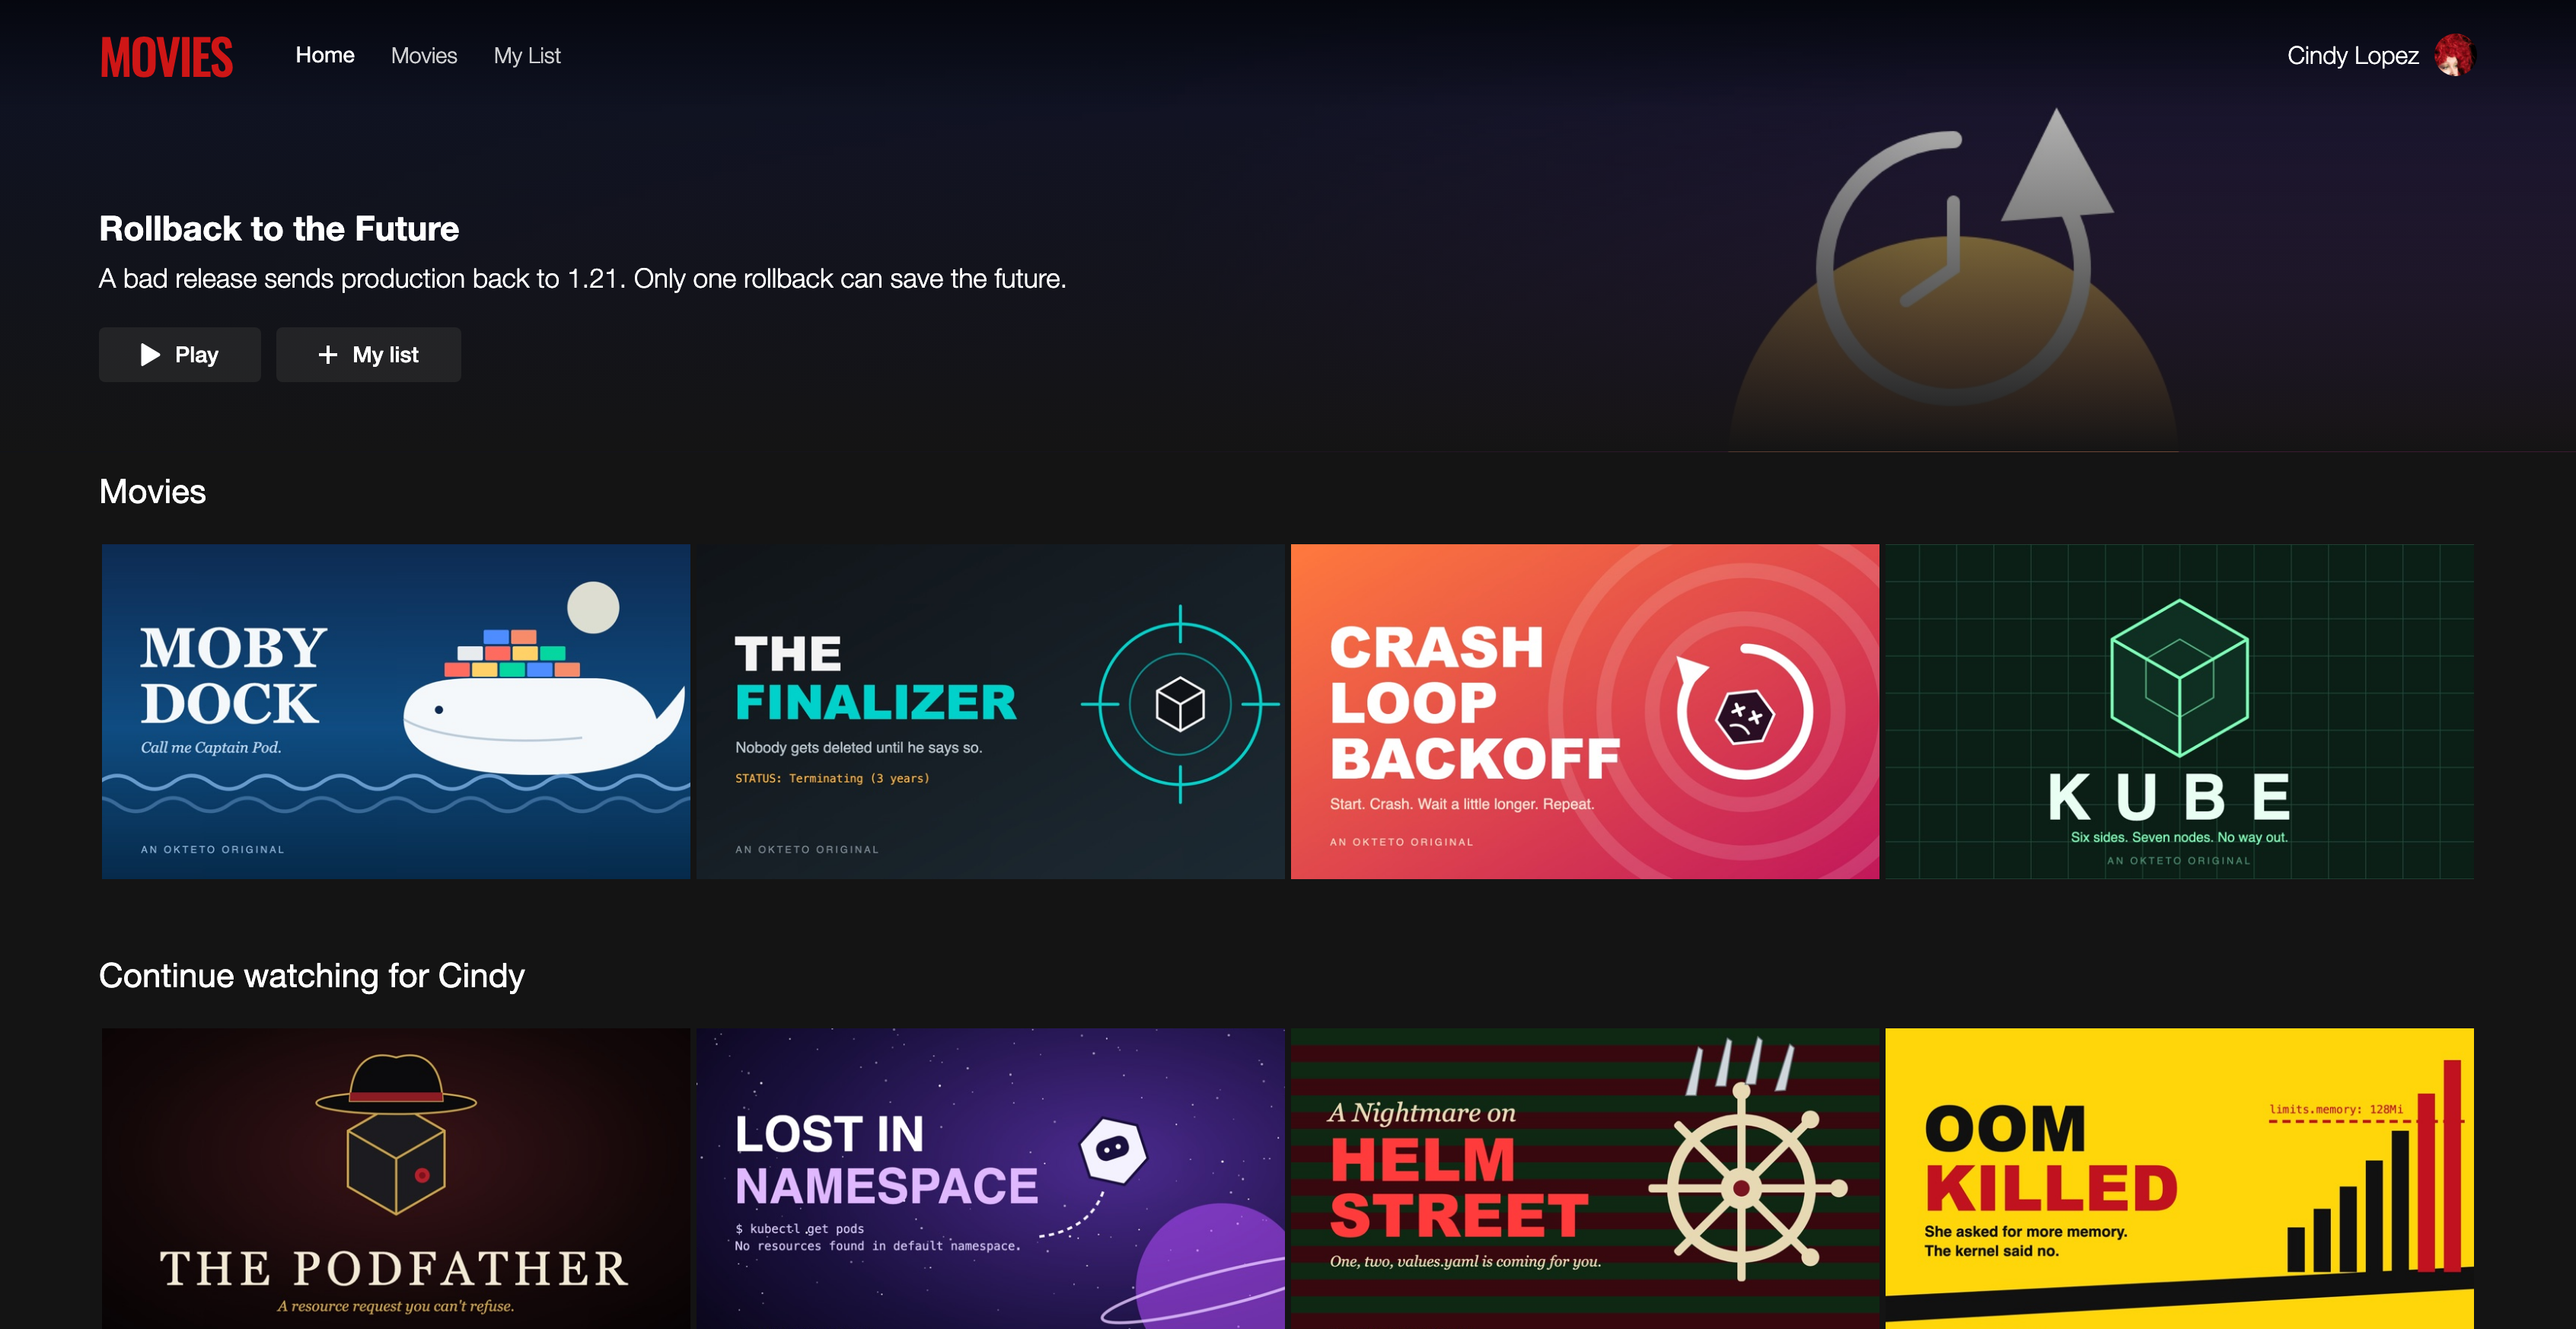 MOVIES
Home
Movies
My List
Cindy Lopez
Rollback to the Future
A bad release sends production back to 1.21. Only one rollback can save the future.
Play
+ My list
Movies
MOBY
DOCK
Call me Captain Pod.
AN OKTETO ORIGINAL
THE
FINALIZER
Nobody gets deleted until he says so.
STATUS: Terminating (3 years)
AN OKTETO ORIGINAL
CRASH
LOOP
BACKOFF
Start. Crash. Wait a little longer. Repeat.
AN OKTETO ORIGINAL
KUBE
Six sides. Seven nodes. No way out.
AN OKTETO ORIGINAL
Continue watching for Cindy
THE PODFATHER
A resource request you can't refuse.
LOST IN
NAMESPACE
$ kubectl get pods
No resources found in default namespace.
A Nightmare on
HELM
STREET
One, two, values.yaml is coming for you.
OOM
KILLED
She asked for more memory.
The kernel said no.
limits.memory: 128Mi